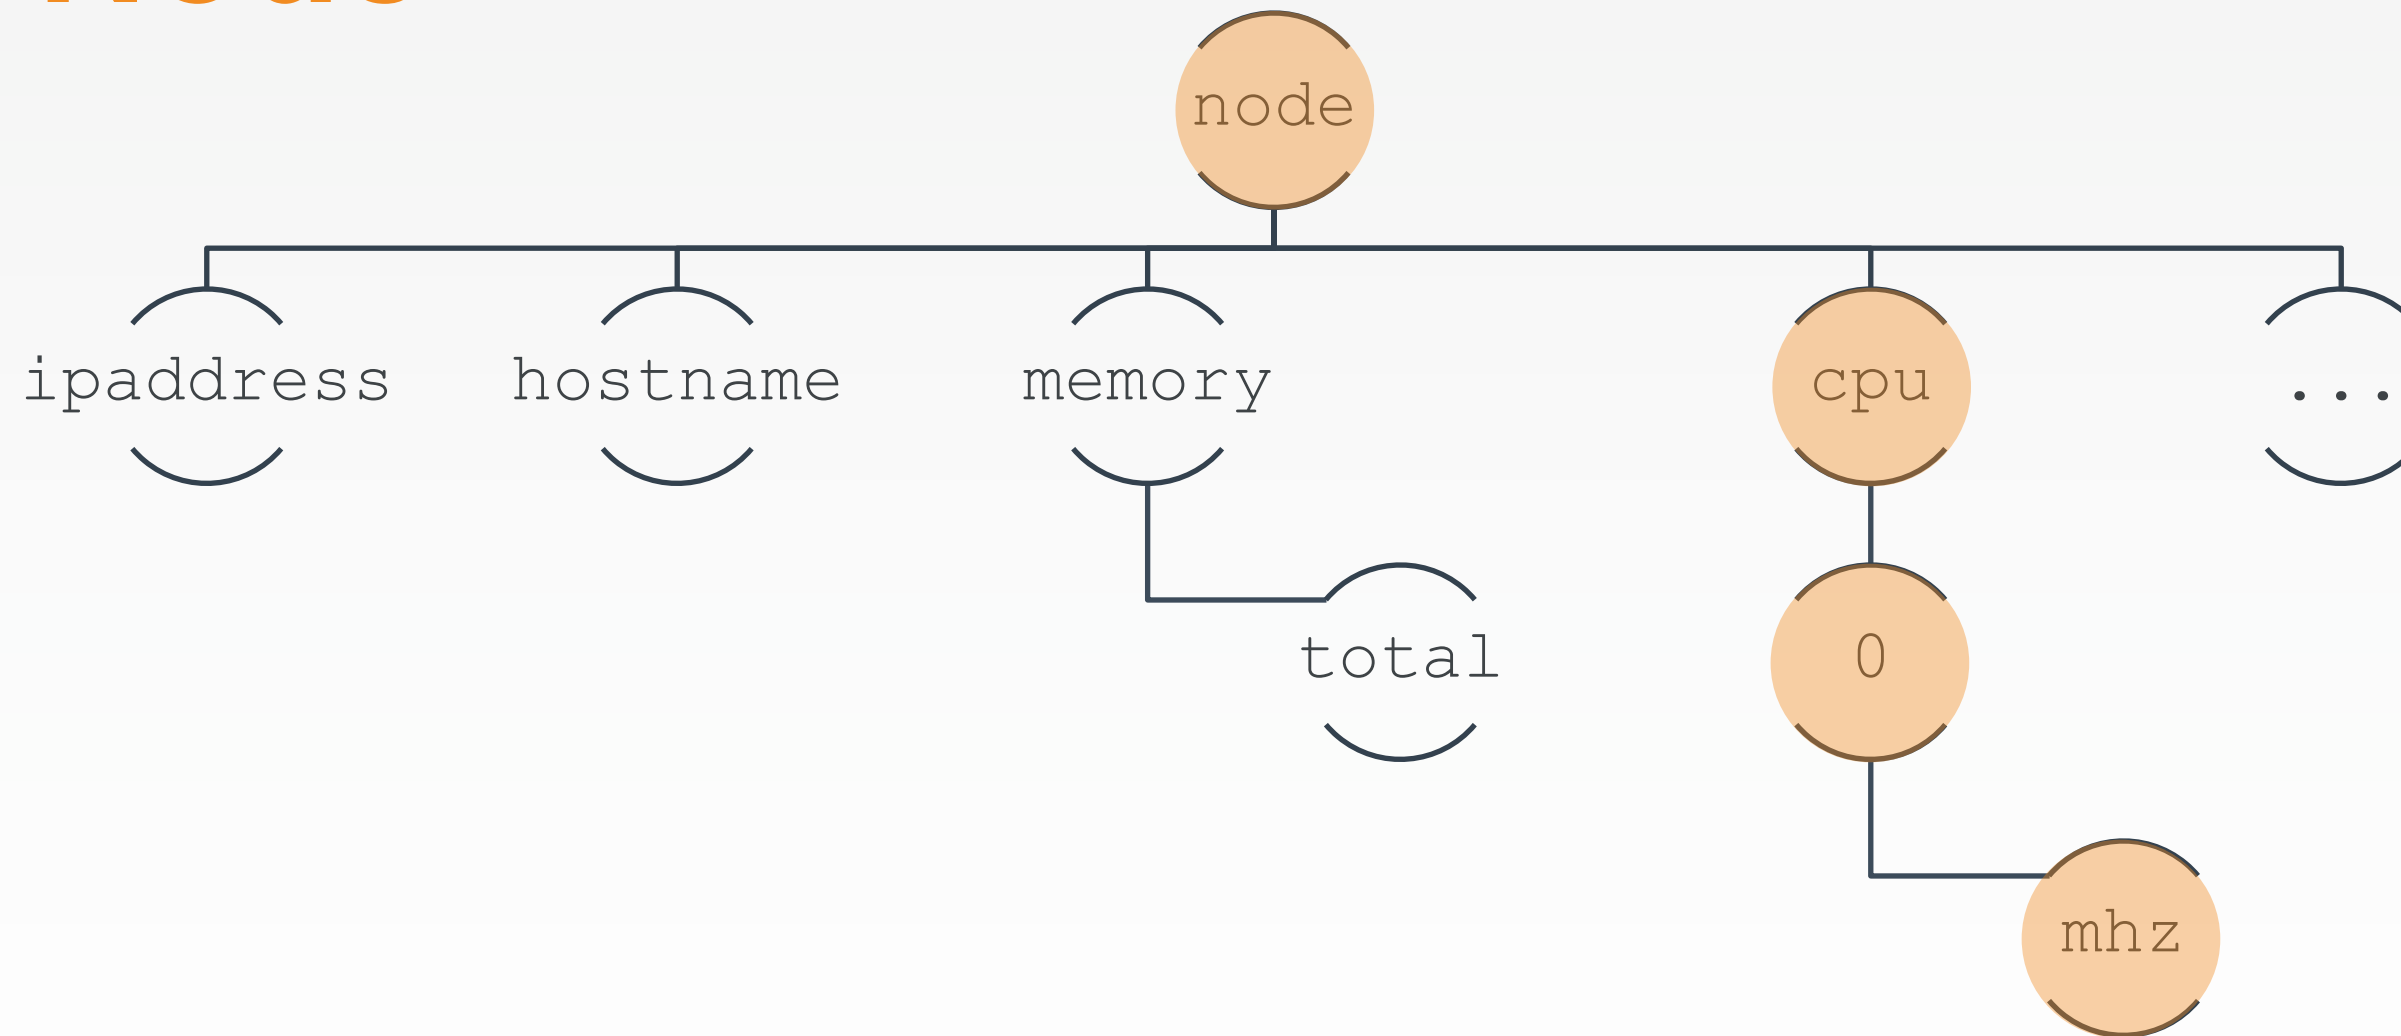 node
ipaddress
hostname
memory
cpu
...
total
0
mhz